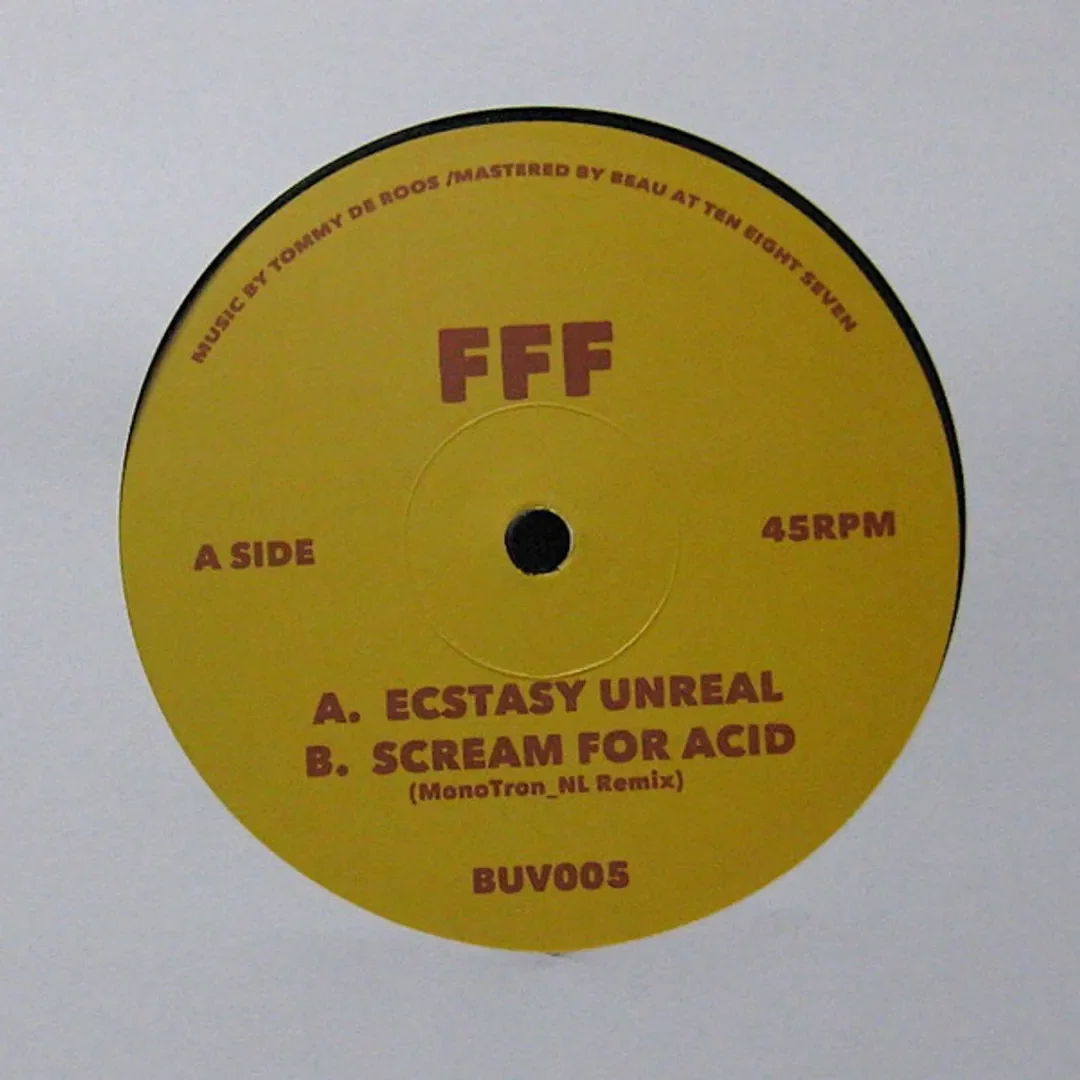 MUSIC BY TOMMY DE ROOS /MASTERED BY BEAU AT TEN EIGHT SEVEN
FFF
A SIDE
45RPM
A. ECSTASY UNREAL
B. SCREAM FOR ACID
(MonoTron_NL Remix)
BUV005